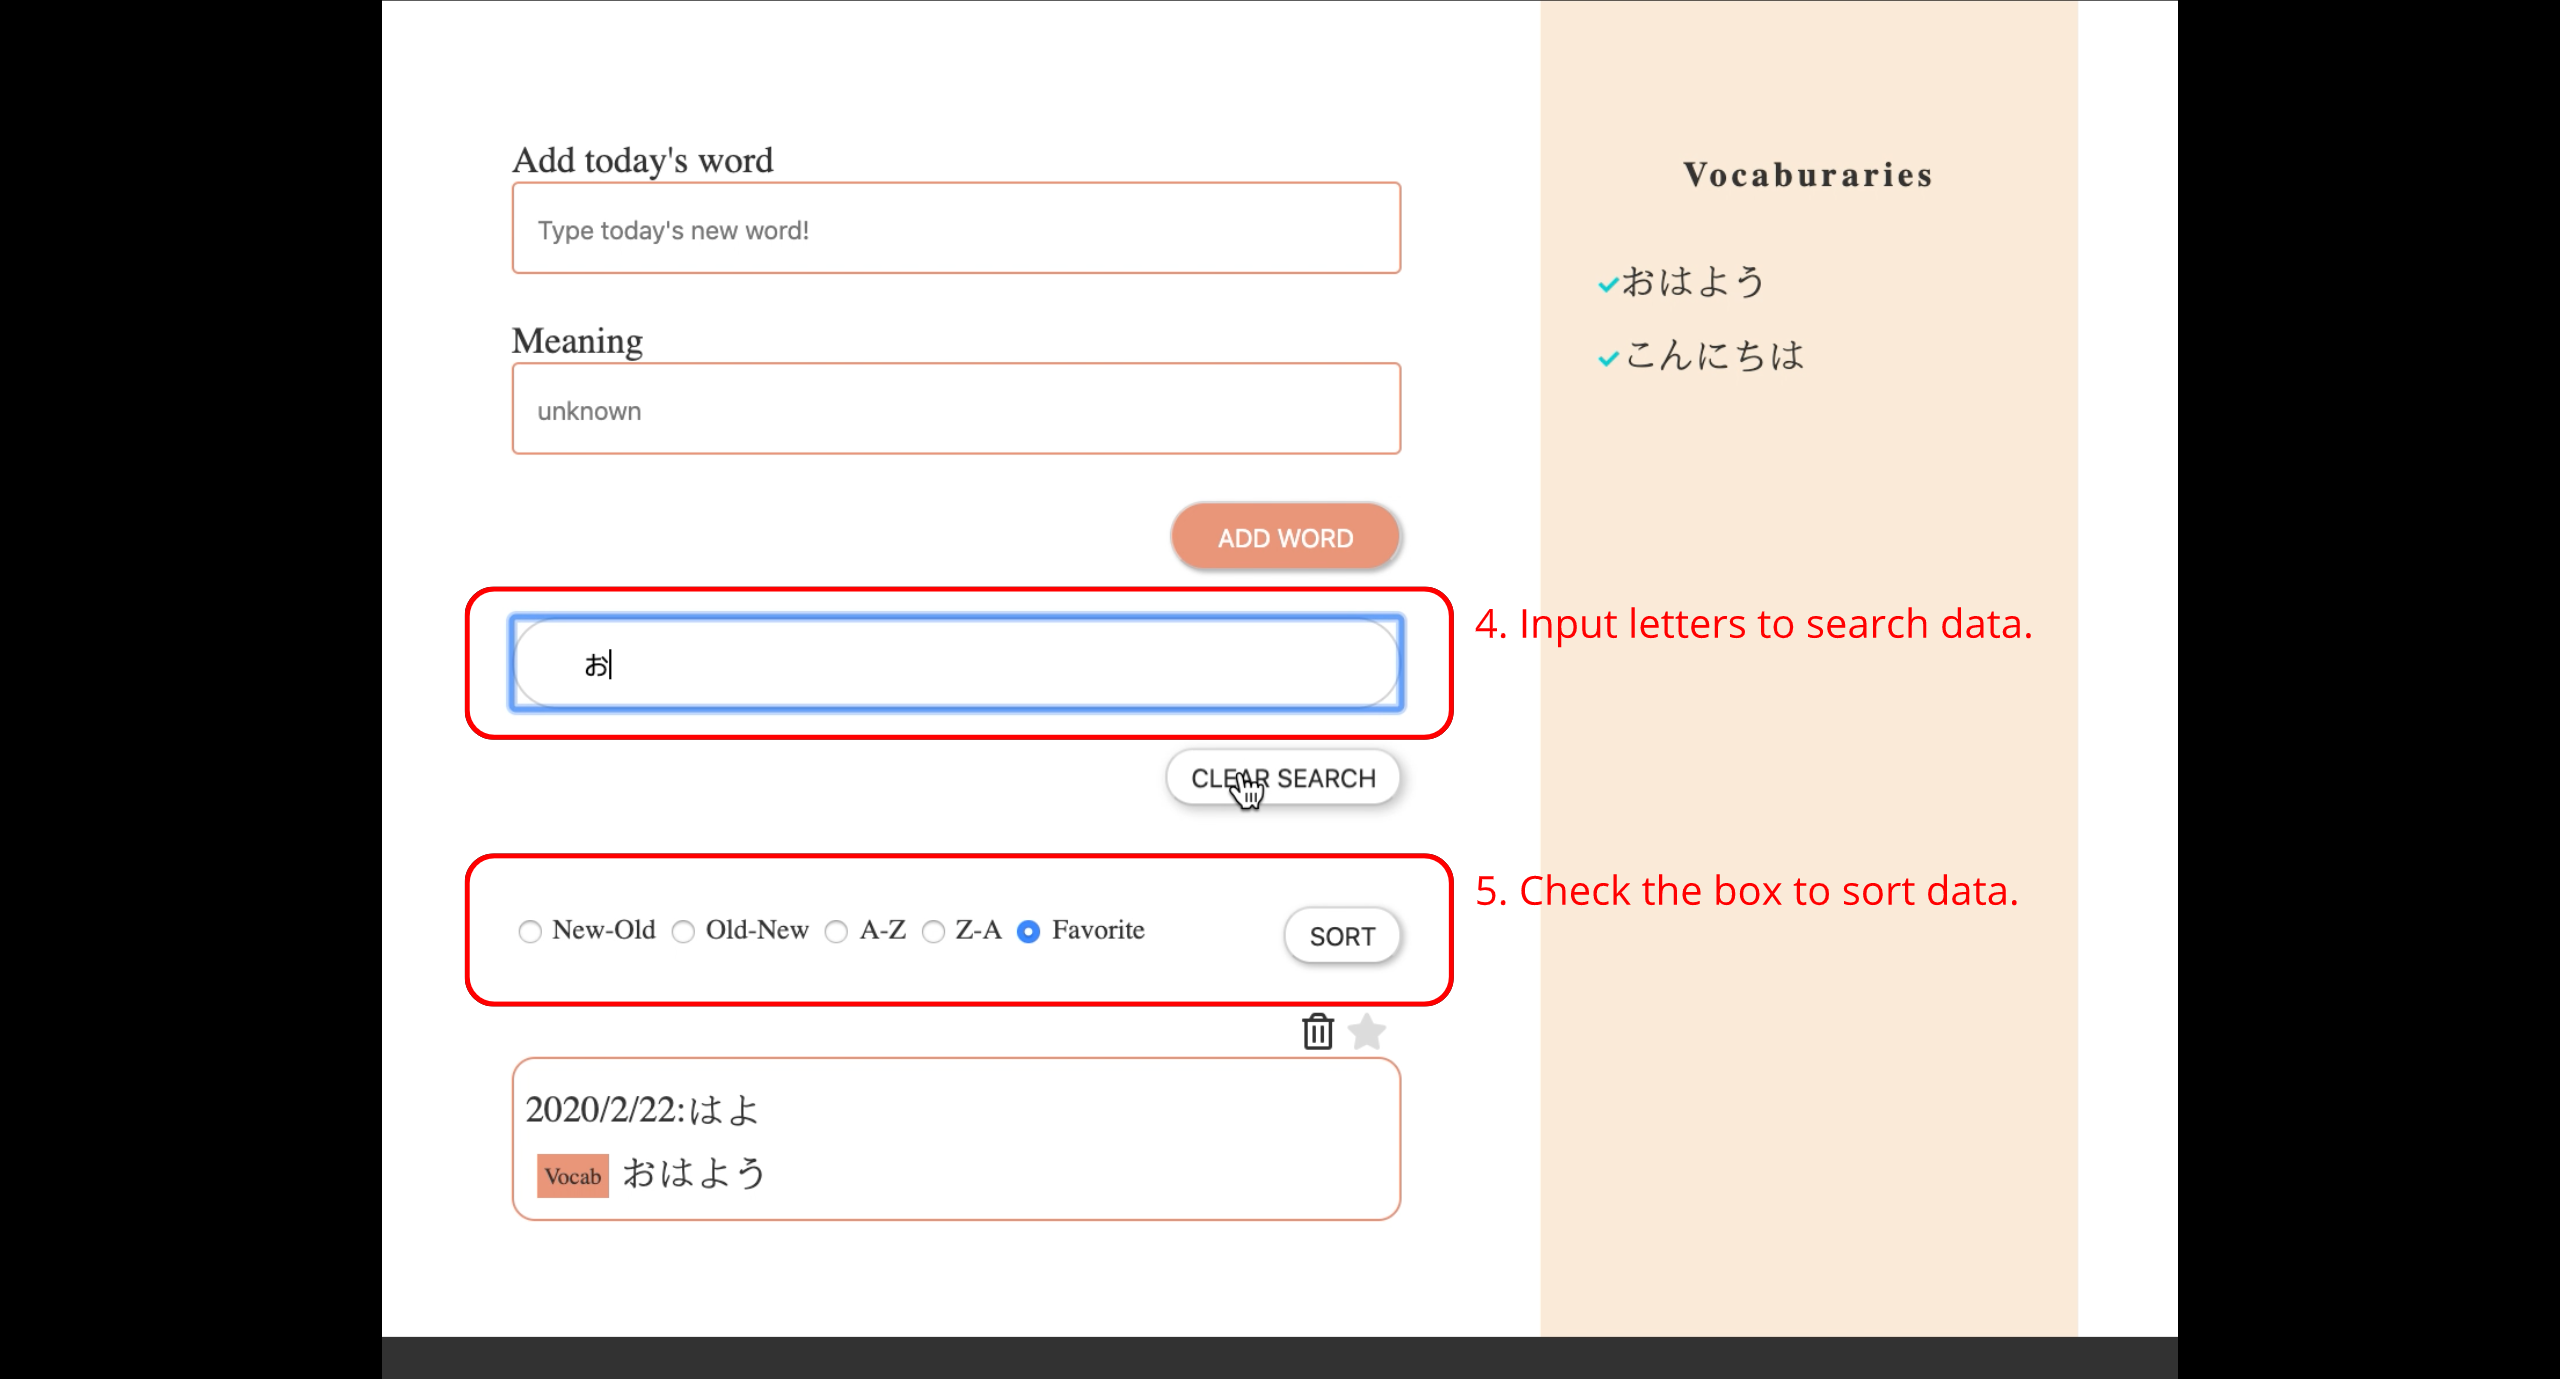 Add today's word
Type today's new word!
Meaning
unknown
ADD WORD
お
4. Input letters to search data.
CLEAR SEARCH
5. Check the box to sort data.
New-Old Old-New A-Z Z-A Favorite SORT
2020/2/22:はよ
Vocab おはよう
Vocaburaries
おはよう
こんにちは